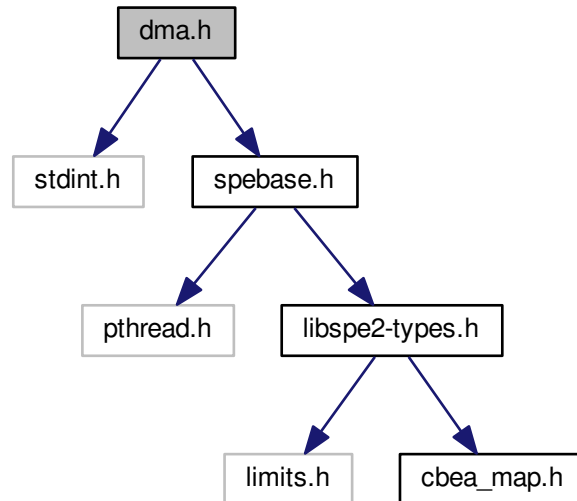 dma.h
stdint.h
spebase.h
pthread.h
libspe2-types.h
limits.h
cbea_map.h